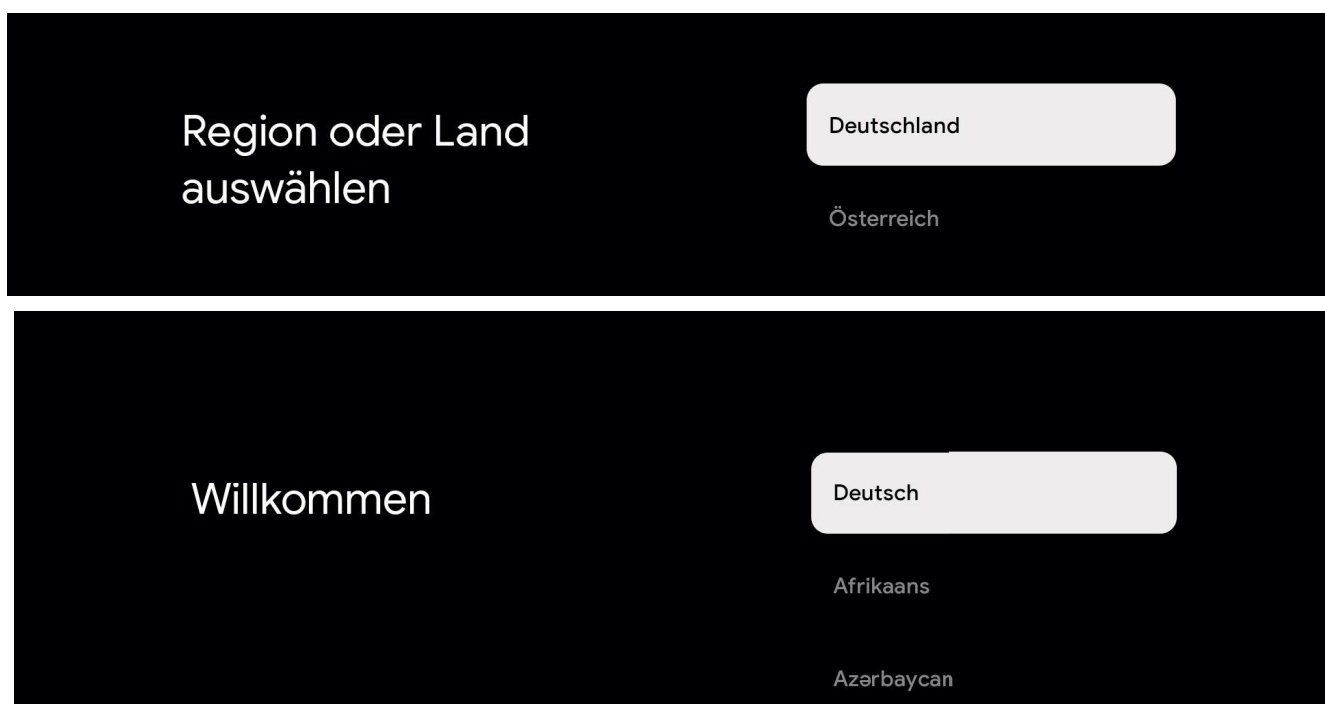 Region oder Land
auswählen
Deutschland
Österreich
Willkommen
Deutsch
Afrikaans
Azərbaycan